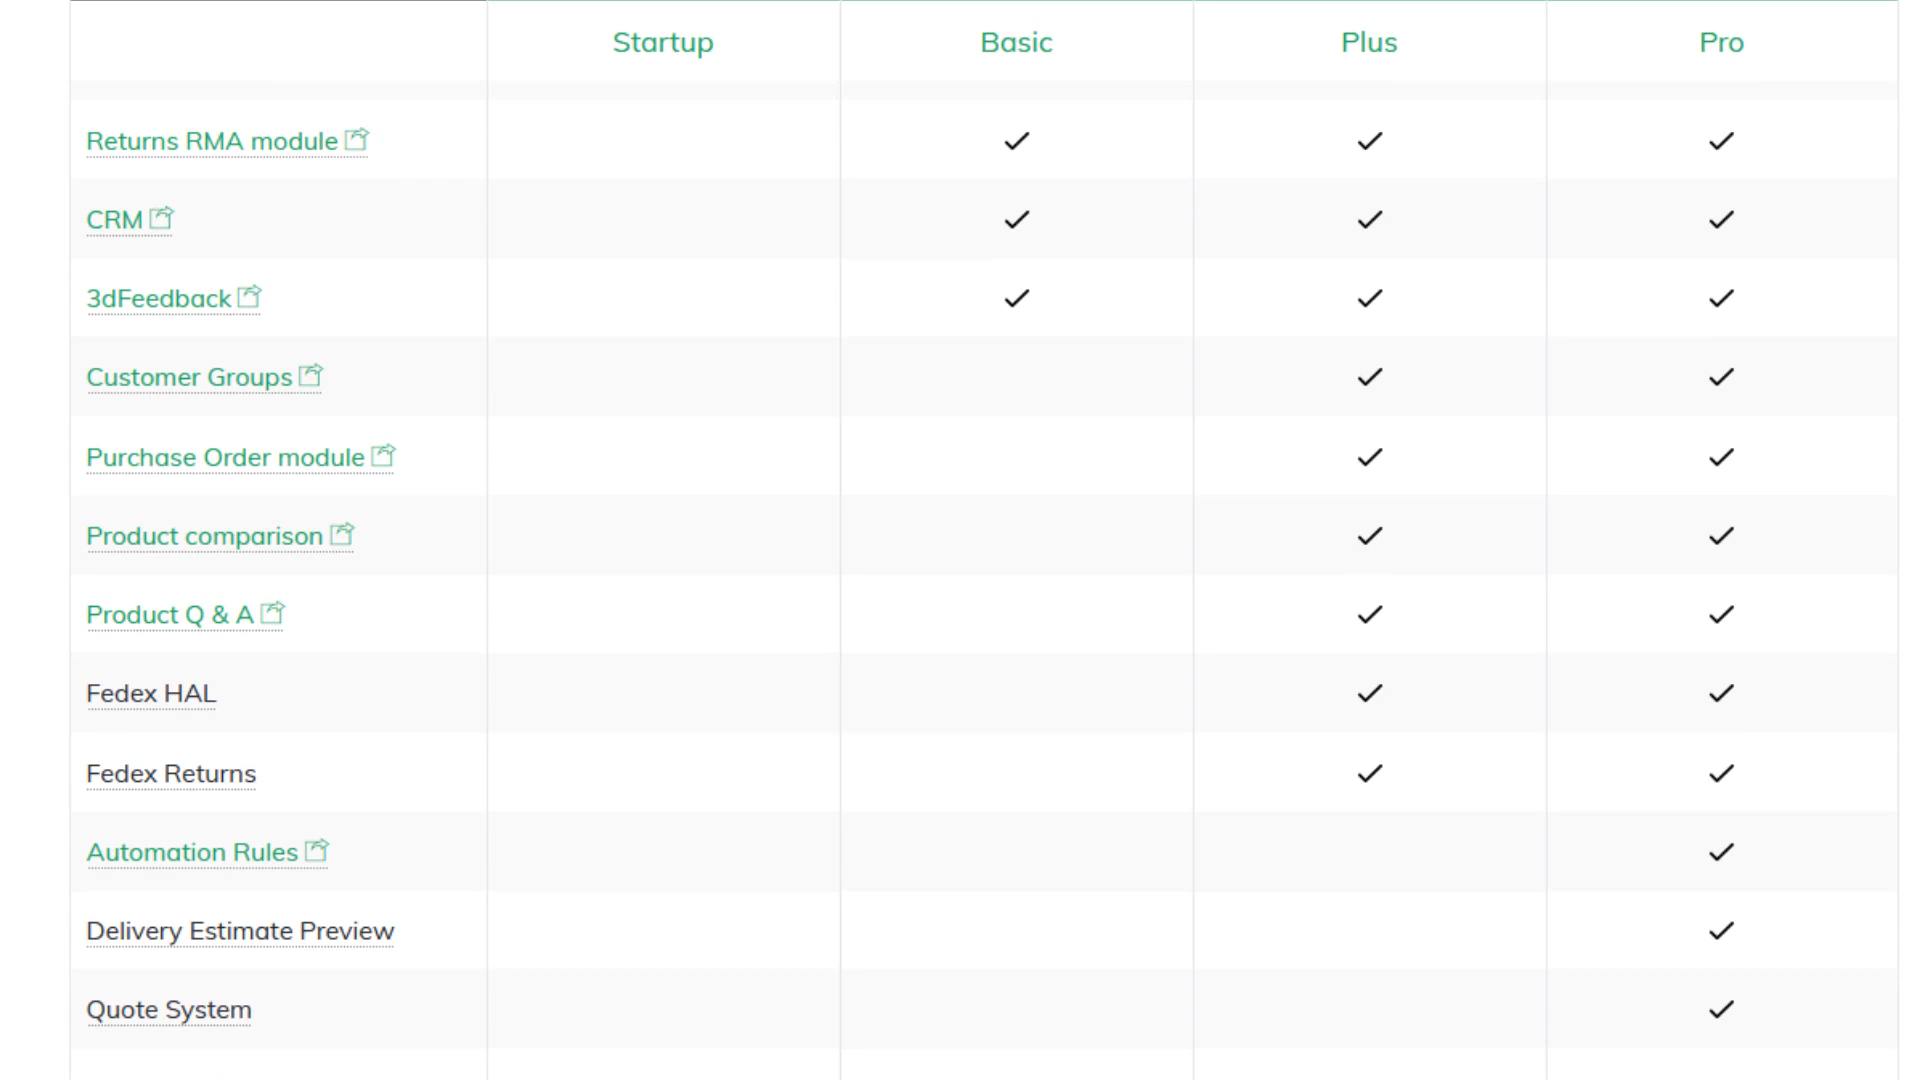 Startup Basic Plus Pro
Returns RMA module ✓ ✓ ✓
CRM ✓ ✓ ✓
3dFeedback ✓ ✓ ✓
Customer Groups ✓ ✓
Purchase Order module ✓ ✓
Product comparison ✓ ✓
Product Q & A ✓ ✓
Fedex HAL ✓ ✓
Fedex Returns ✓ ✓
Automation Rules ✓
Delivery Estimate Preview ✓
Quote System ✓